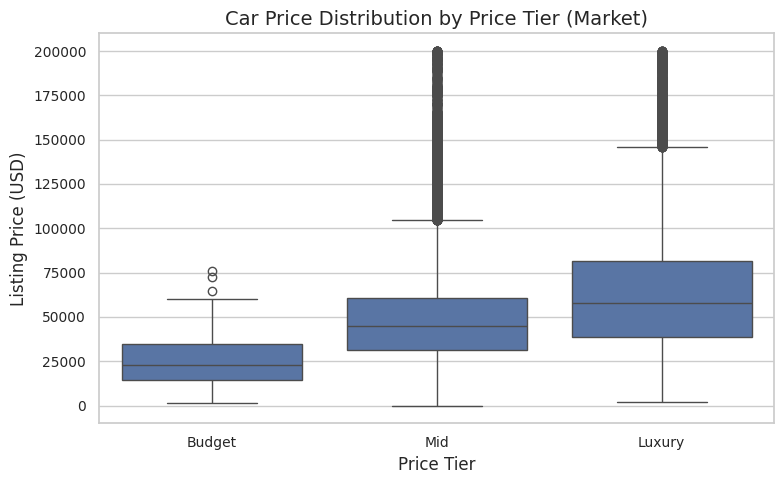 Car Price Distribution by Price Tier (Market)
Listing Price (USD)
200000
175000
150000
125000
100000
75000
50000
25000
0
Budget
Mid
Luxury
Price Tier